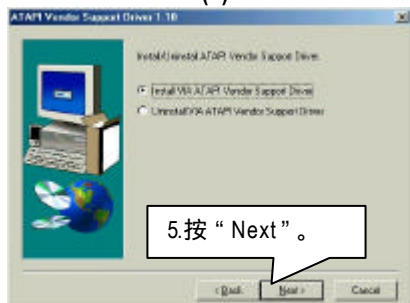 ATAPI Vendor Support Driver 1.10
Install/Uninstall ATAPI Vendor Support Driver.
Install VIA ATAPI Vendor Support Driver
Uninstall VIA ATAPI Vendor Support Driver
5.按“Next”。
< Back
Next >
Cancel